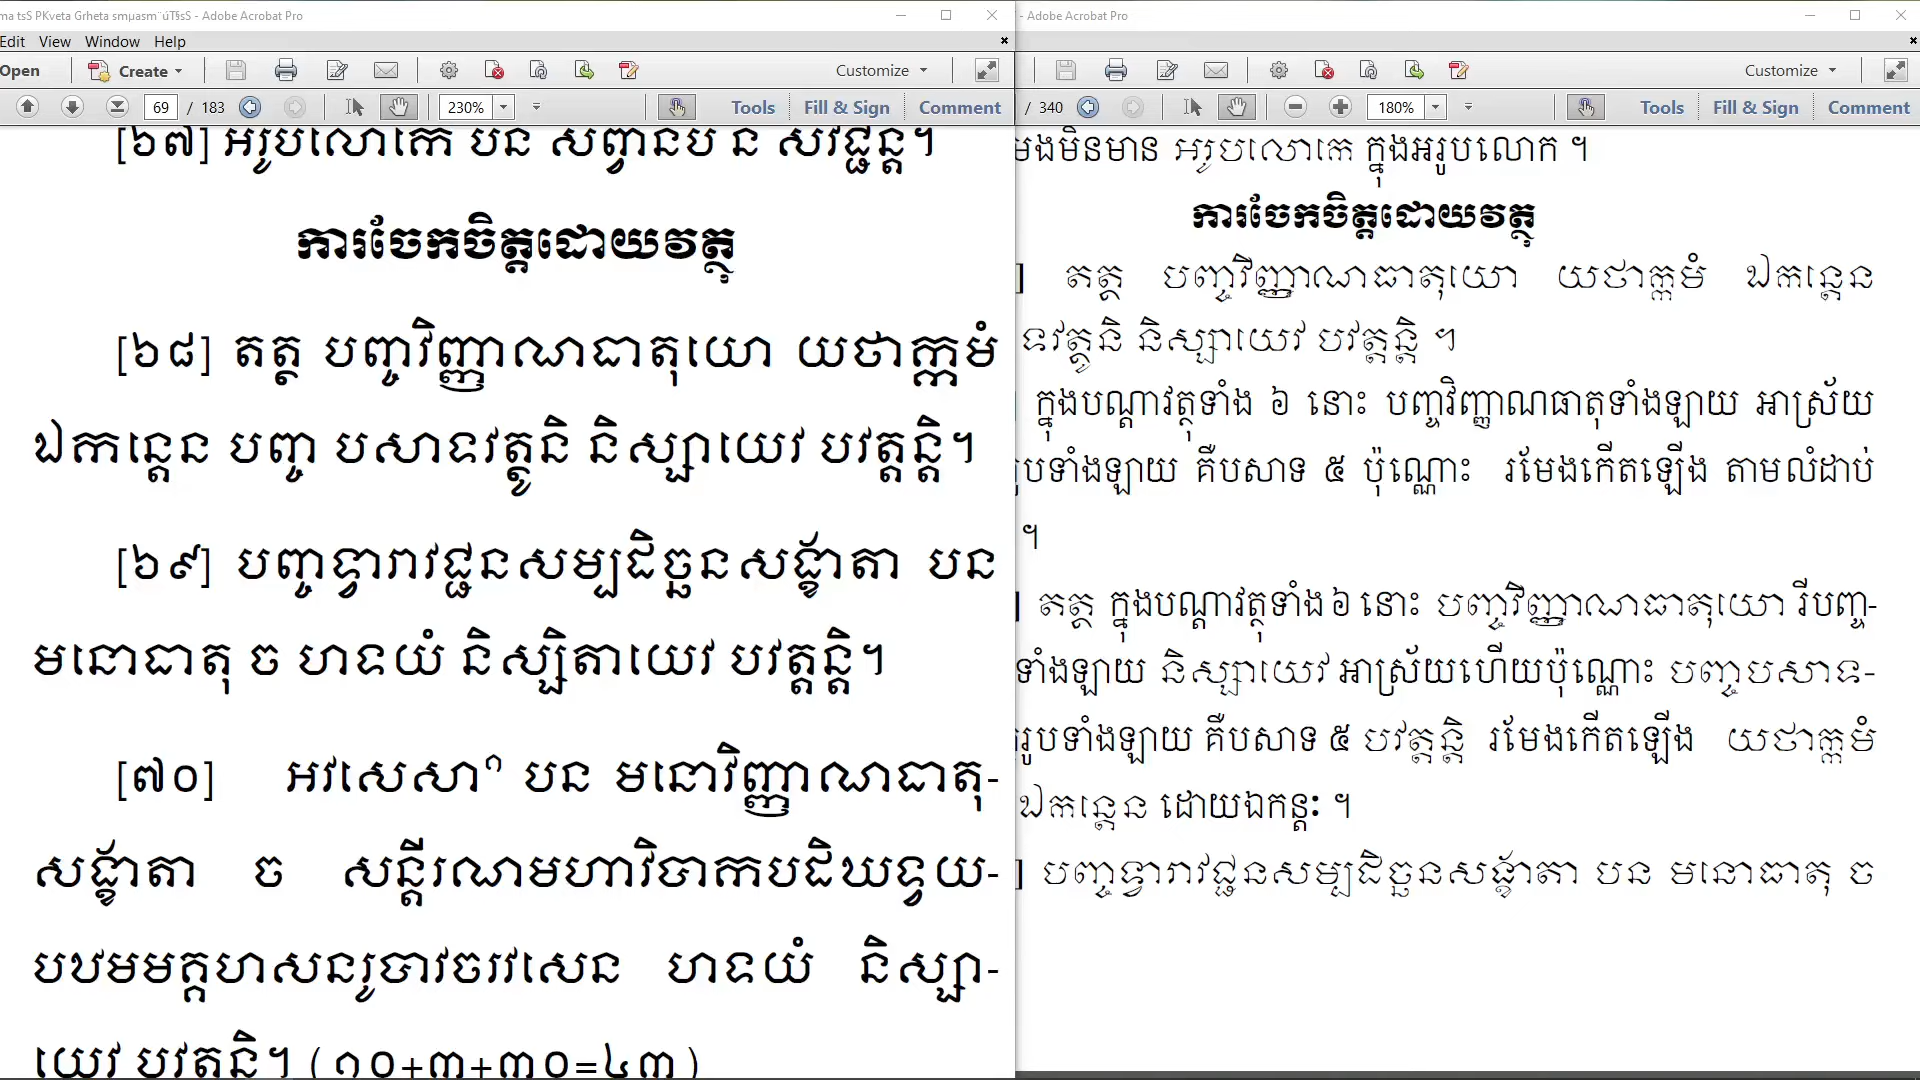 ma tsS PKveta Grheta smµasm¨úT§sS - Adobe Acrobat Pro
Edit View Window Help
Open Create Customize
69 / 183 230% Tools Fill & Sign Comment
[៦៧] អរូបលោកេ បន សព្វានិបិ ន សំវិជ្ជន្តិ។
ការចែកចិត្តដោយវត្ថុ
[៦៨] តត្ថ បញ្ចវិញ្ញាណធាតុយោ យថាក្កមំ
ឯកន្តេន បញ្ច បសាទវត្ថូនិ និស្សាយេវ បវត្តន្តិ។
[៦៩] បញ្ចទ្វារាវជ្ជនសម្បដិច្ឆនសង្ខាតា បន
មនោធាតុ ច ហទយំ និស្សិតាយេវ បវត្តន្តិ។
[៧០] អវសេសា១ បន មនោវិញ្ញាណធាតុ-
សង្ខាតា ច សន្តីរណមហាវិបាកបដិឃទ្វយ-
បឋមមគ្គហសនរូបាវចរវសេន ហទយំ និស្សា-
យេវ បវត្តន្តិ។ (១០+៣+៣០=៤៣)
- Adobe Acrobat Pro
Customize
/ 340 180% Tools Fill & Sign Comment
មែងមិនមាន អរូបលោកេ ក្នុងអរូបលោក ។
ការចែកចិត្តដោយវត្ថុ
] តត្ថ បញ្ចវិញ្ញាណធាតុយោ យថាក្កមំ ឯកន្តេន
ទវត្ថូនិ និស្សាយេវ បវត្តន្តិ ។
ក្នុងបណ្តាវត្ថុទាំង ៦ នោះ បញ្ចវិញ្ញាណធាតុទាំងឡាយ អាស្រ័យ
រូបទាំងឡាយ គឺបសាទ ៥ ប៉ុណ្ណោះ រមែងកើតឡើង តាមលំដាប់
។
] តត្ថ ក្នុងបណ្តាវត្ថុទាំង ៦ នោះ បញ្ចវិញ្ញាណធាតុយោ រីបញ្ច-
ទាំងឡាយ និស្សាយេវ អាស្រ័យហើយប៉ុណ្ណោះ បញ្ចបសាទ-
រូបទាំងឡាយ គឺបសាទ ៥ បវត្តន្តិ រមែងកើតឡើង យថាក្កមំ
ឯកន្តេន ដោយឯកន្តៈ ។
] បញ្ចទ្វារាវជ្ជនសម្បដិច្ឆនសង្ខាតា បន មនោធាតុ ច